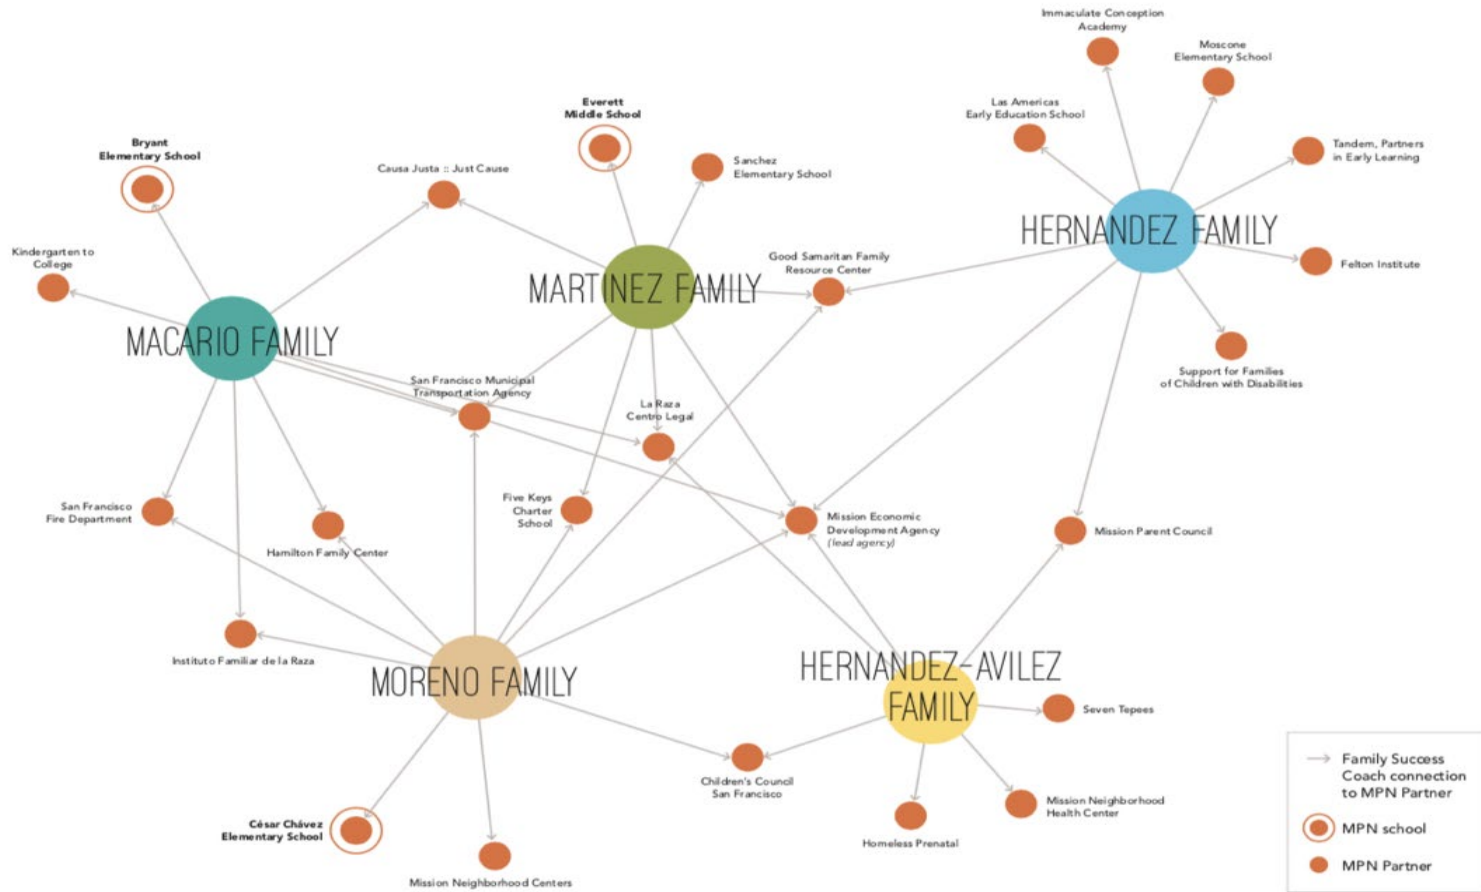 Immaculate Conception
Academy
Moscone
Elementary School
Las Americas
Early Education School
Everett
Middle School
Tandem, Partners
in Early Learning
Bryant
Elementary School
Causa Justa :: Just Cause
Sanchez
Elementary School
HERNANDEZ FAMILY
Kindergarten to
College
Good Samaritan Family
Resource Center
Felton Institute
MARTINEZ FAMILY
MACARIO FAMILY
San Francisco Municipal
Transportation Agency
Support for Families
of Children with Disabilities
La Raza
Centro Legal
San Francisco
Fire Department
Five Keys
Charter
School
Mission Economic
Development Agency
(lead agency)
Mission Parent Council
Hamilton Family Center
Instituto Familiar de la Raza
MORENO FAMILY
HERNANDEZ-AVILEZ
FAMILY
Seven Tepees
Children's Council
San Francisco
Mission Neighborhood
Health Center
César Chávez
Elementary School
Homeless Prenatal
Mission Neighborhood Centers
Family Success
Coach connection
to MPN Partner
MPN school
MPN Partner